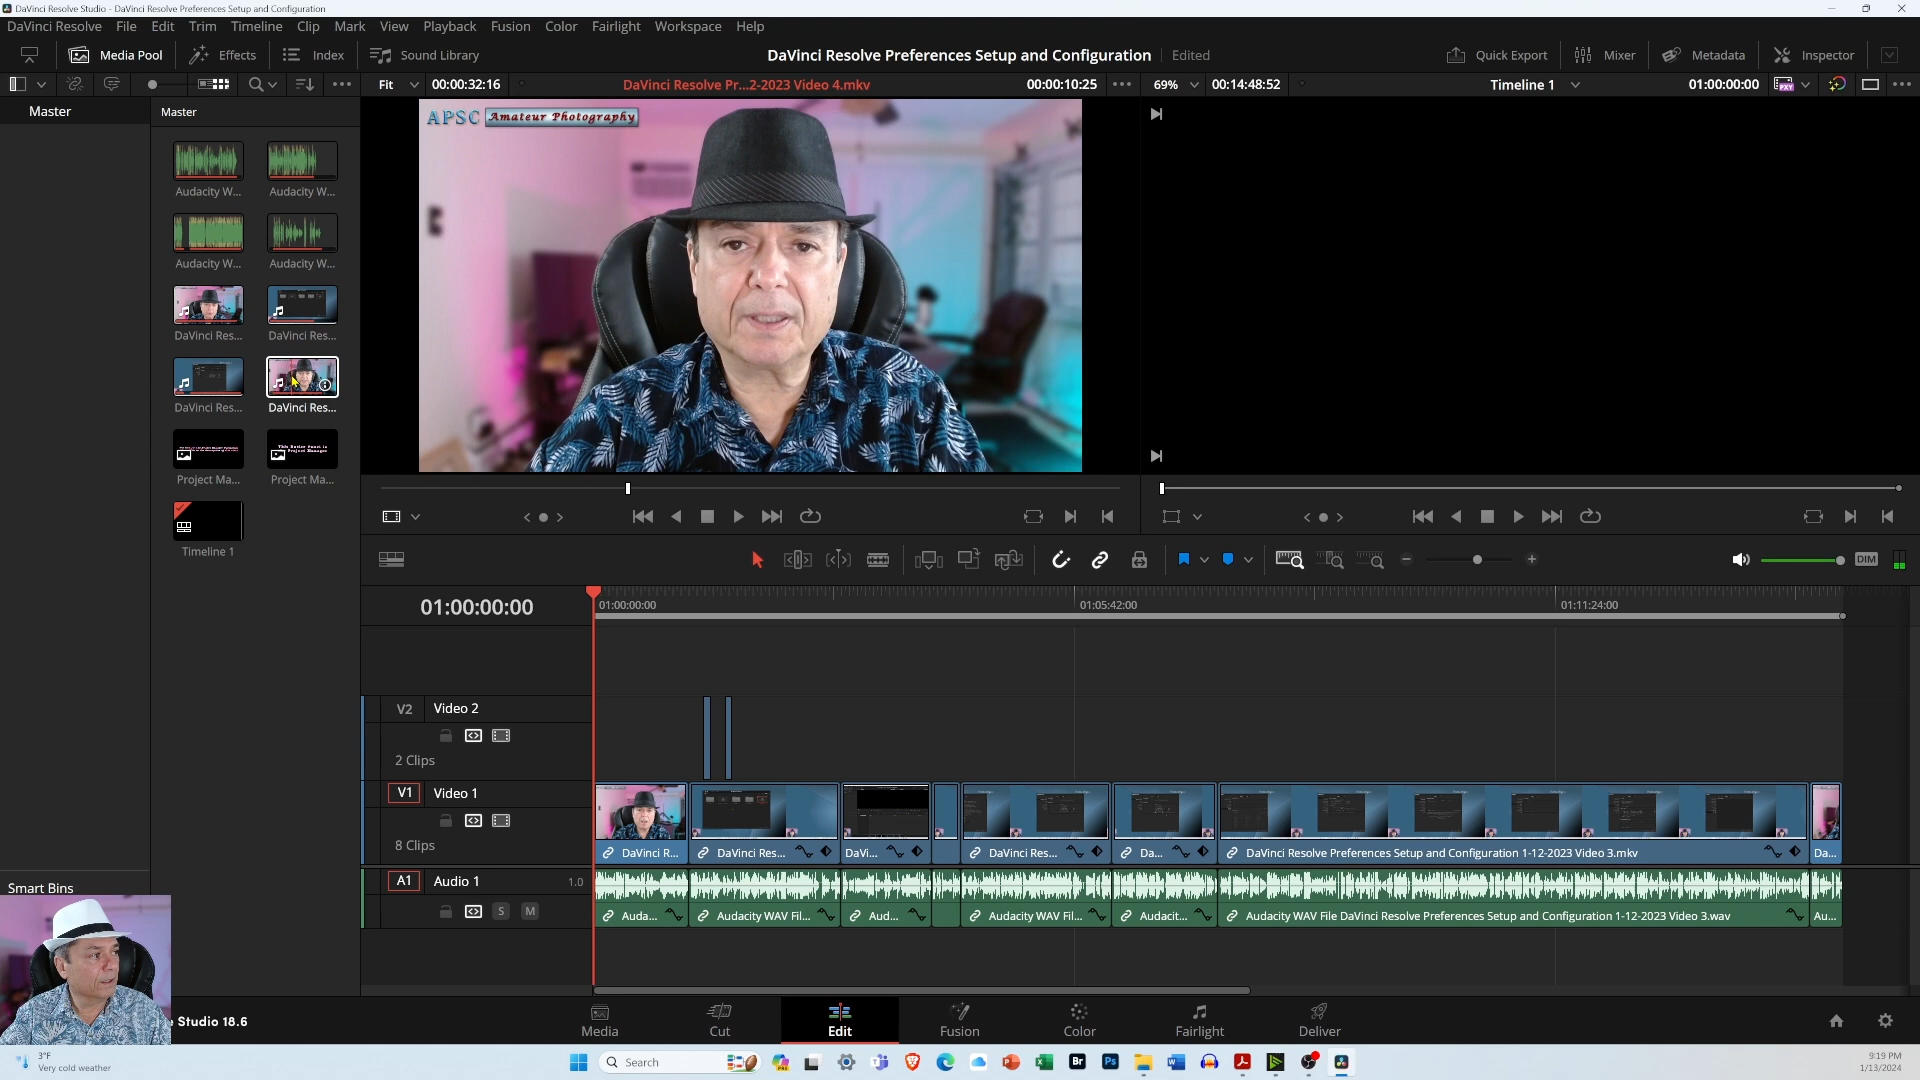 DaVinci Resolve Studio - DaVinci Resolve Preferences Setup and Configuration
DaVinci Resolve File Edit Trim Timeline Clip Mark View Playback Fusion Color Fairlight Workspace Help
Media Pool Effects Index Sound Library DaVinci Resolve Preferences Setup and Configuration Edited Quick Export Mixer Metadata Inspector
Fit 00:00:32:16 DaVinci Resolve Pr...2-2023 Video 4.mkv 00:00:10:25 69% 00:14:48:52 Timeline 1 01:00:00:00
Master
Master
APSC Amateur Photography
Audacity W... Audacity W...
Audacity W... Audacity W...
DaVinci Res... DaVinci Res...
DaVinci Res... DaVinci Res...
This Entire Panel is
Project Manager
Project Ma... Project Ma...
Timeline 1
DIM
01:00:00:00 01:00:00:00 01:05:42:00 01:11:24:00
V2 Video 2
2 Clips
V1 Video 1
8 Clips
DaVinci R... DaVinci Res... DaVi... DaVinci Res... Da... DaVinci Resolve Preferences Setup and Configuration 1-12-2023 Video 3.mkv Da...
A1 Audio 1 1.0
S M
Auda... Audacity WAV Fil... Aud... Audacity WAV Fil... Audacit... Audacity WAV File DaVinci Resolve Preferences Setup and Configuration 1-12-2023 Video 3.wav Au...
Smart Bins
Studio 18.6
Media Cut Edit Fusion Color Fairlight Deliver
3°F
Very cold weather
Search
Br Ps
9:19 PM
1/13/2024